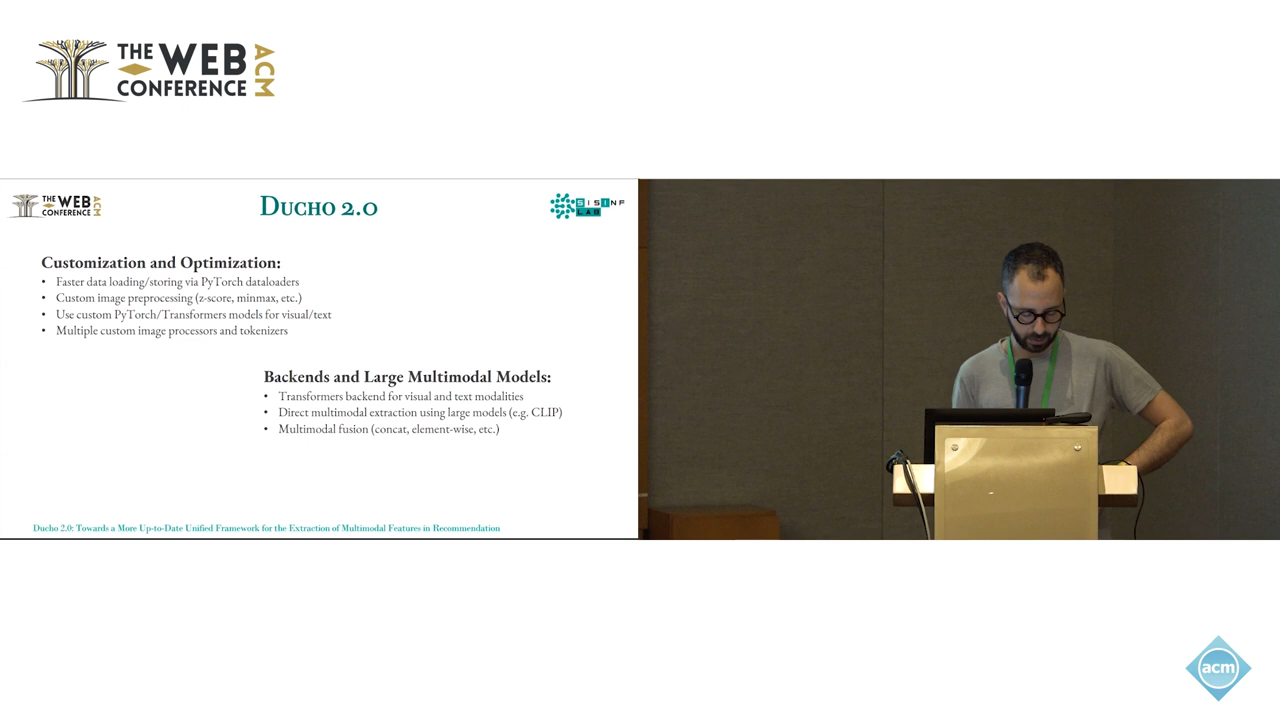 THE WEB CONFERENCE ACM
THE WEB CONFERENCE ACM
DUCHO 2.0
SISINF LAB
Customization and Optimization:
• Faster data loading/storing via PyTorch dataloaders
• Custom image preprocessing (z-score, minmax, etc.)
• Use custom PyTorch/Transformers models for visual/text
• Multiple custom image processors and tokenizers
Backends and Large Multimodal Models:
• Transformers backend for visual and text modalities
• Direct multimodal extraction using large models (e.g. CLIP)
• Multimodal fusion (concat, element-wise, etc.)
Ducho 2.0: Towards a More Up-to-Date Unified Framework for the Extraction of Multimodal Features in Recommendation
acm